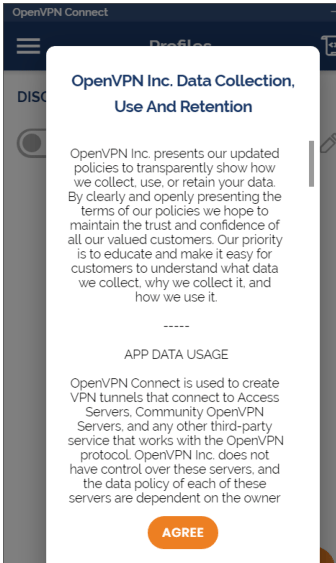 OpenVPN Connect
Profiles
DISC
OpenVPN Inc. Data Collection,
Use And Retention
OpenVPN Inc. presents our updated
policies to transparently show how
we collect, use, or retain your data.
By clearly and openly presenting the
terms of our policies we hope to
maintain the trust and confidence of
all our valued customers. Our priority
is to educate and make it easy for
customers to understand what data
we collect, why we collect it, and
how we use it.
-----
APP DATA USAGE
OpenVPN Connect is used to create
VPN tunnels that connect to Access
Servers, Community OpenVPN
Servers, and any other third-party
service that works with the OpenVPN
protocol. OpenVPN Inc. does not
have control over these servers, and
the data policy of each of these
servers are dependent on the owner
AGREE